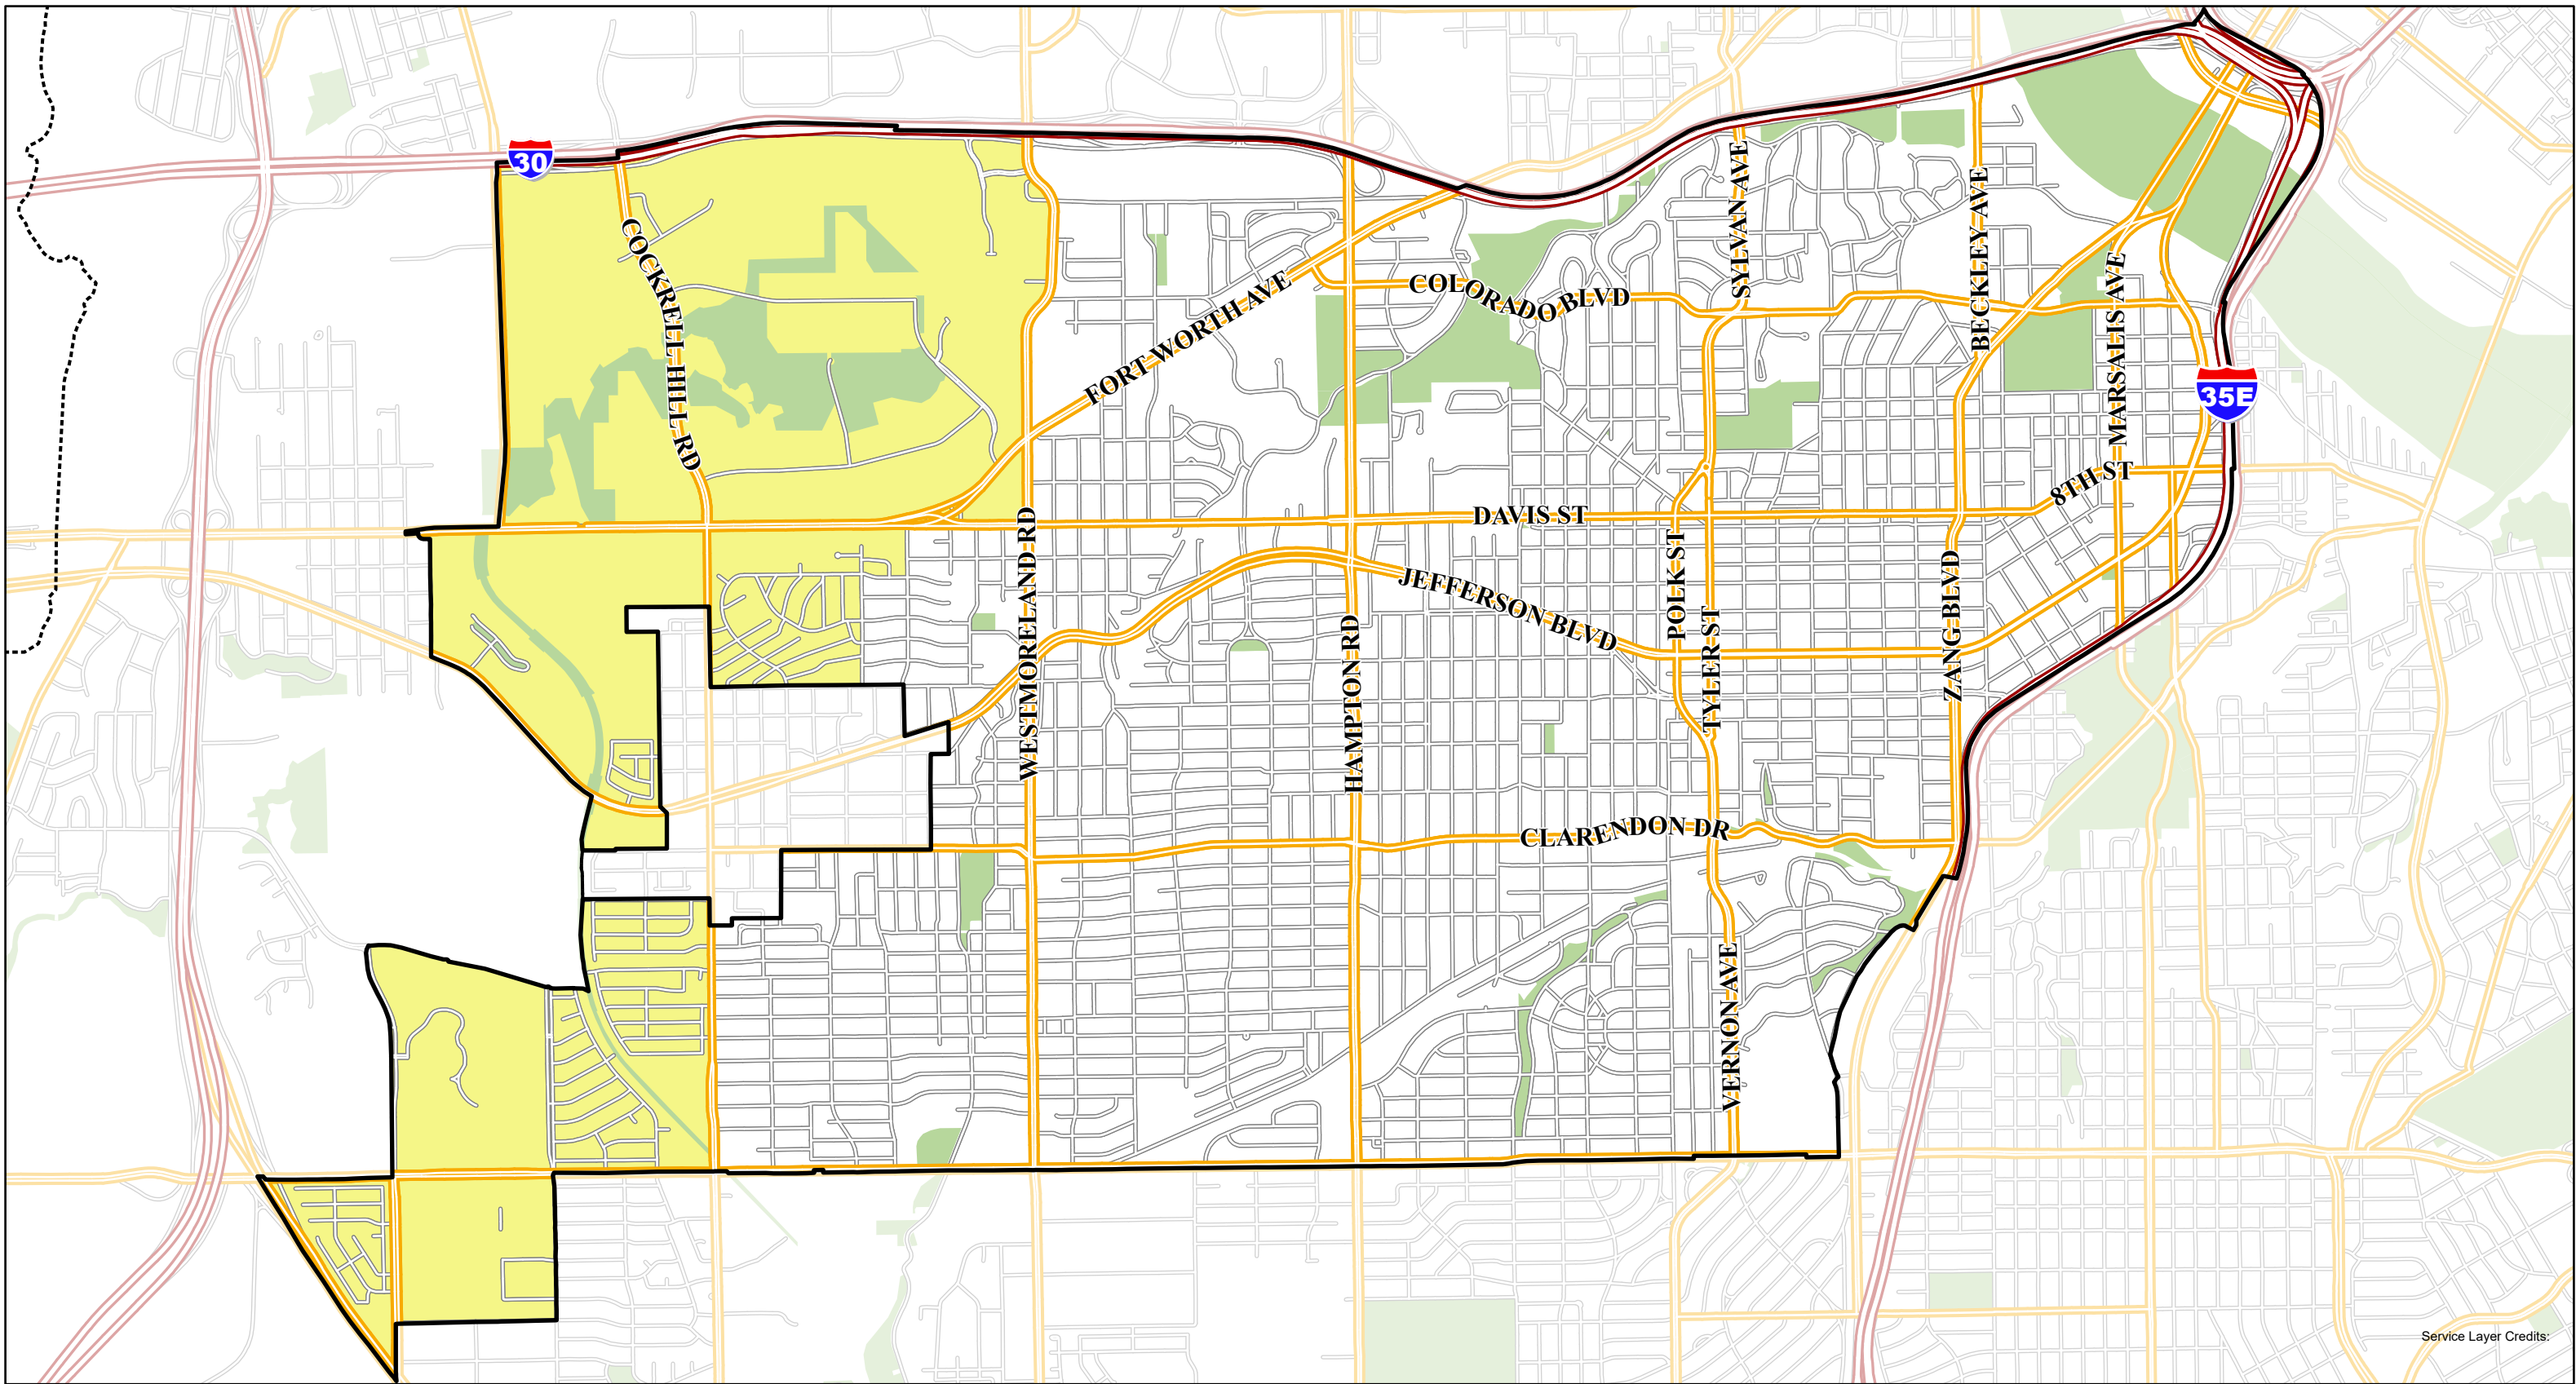 30
COCKRELL HILL RD
FORT WORTH AVE
COLORADO BLVD
SYLVAN AVE
BECKLEY AVE
MARSALIS AVE
35E
8TH ST
DAVIS ST
WESTMORELAND RD
JEFFERSON BLVD
HAMPTON RD
POLK ST
TYLER ST
ZANG BLVD
CLARENDON DR
VERNON AVE
Service Layer Credits: